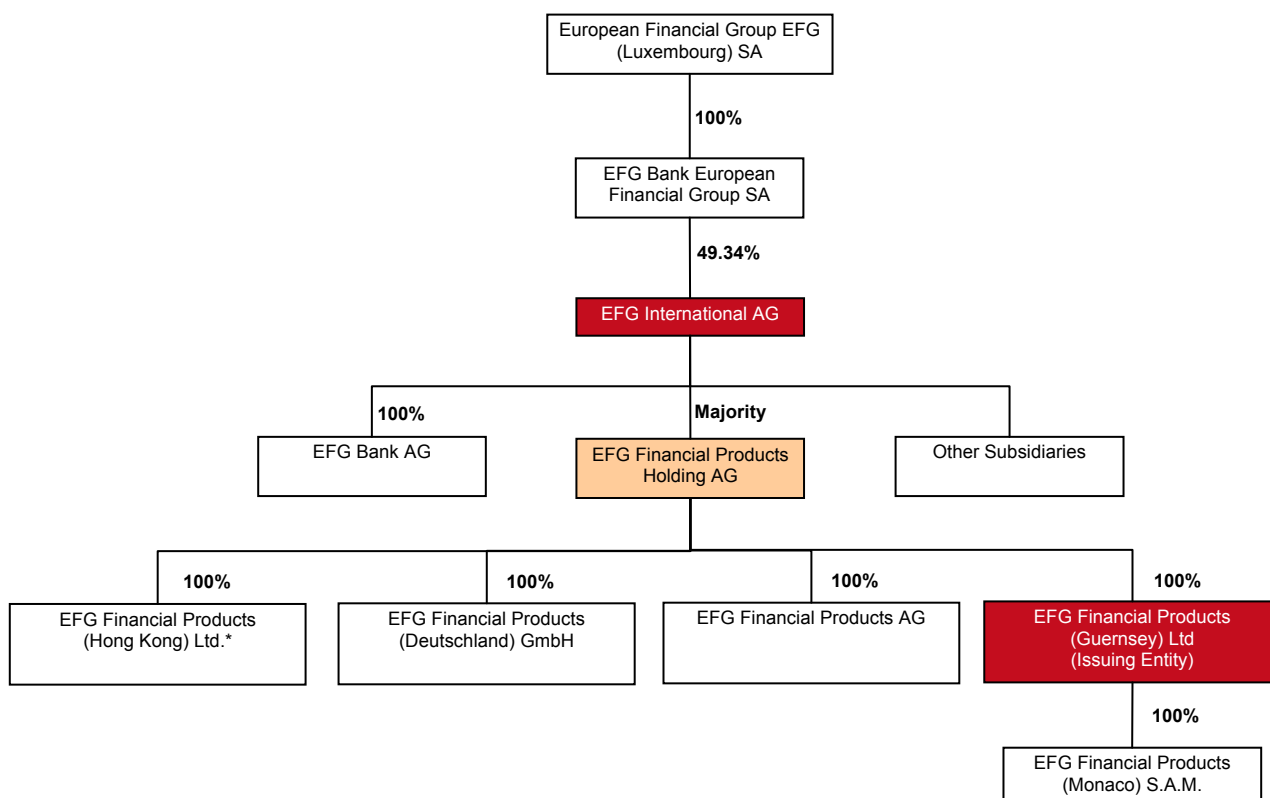 European Financial Group EFG
(Luxembourg) SA
100%
EFG Bank European
Financial Group SA
49.34%
EFG International AG
100%
Majority
EFG Bank AG
EFG Financial Products
Holding AG
Other Subsidiaries
100%
100%
100%
100%
EFG Financial Products
(Hong Kong) Ltd.*
EFG Financial Products
(Deutschland) GmbH
EFG Financial Products AG
EFG Financial Products
(Guernsey) Ltd
(Issuing Entity)
100%
EFG Financial Products
(Monaco) S.A.M.